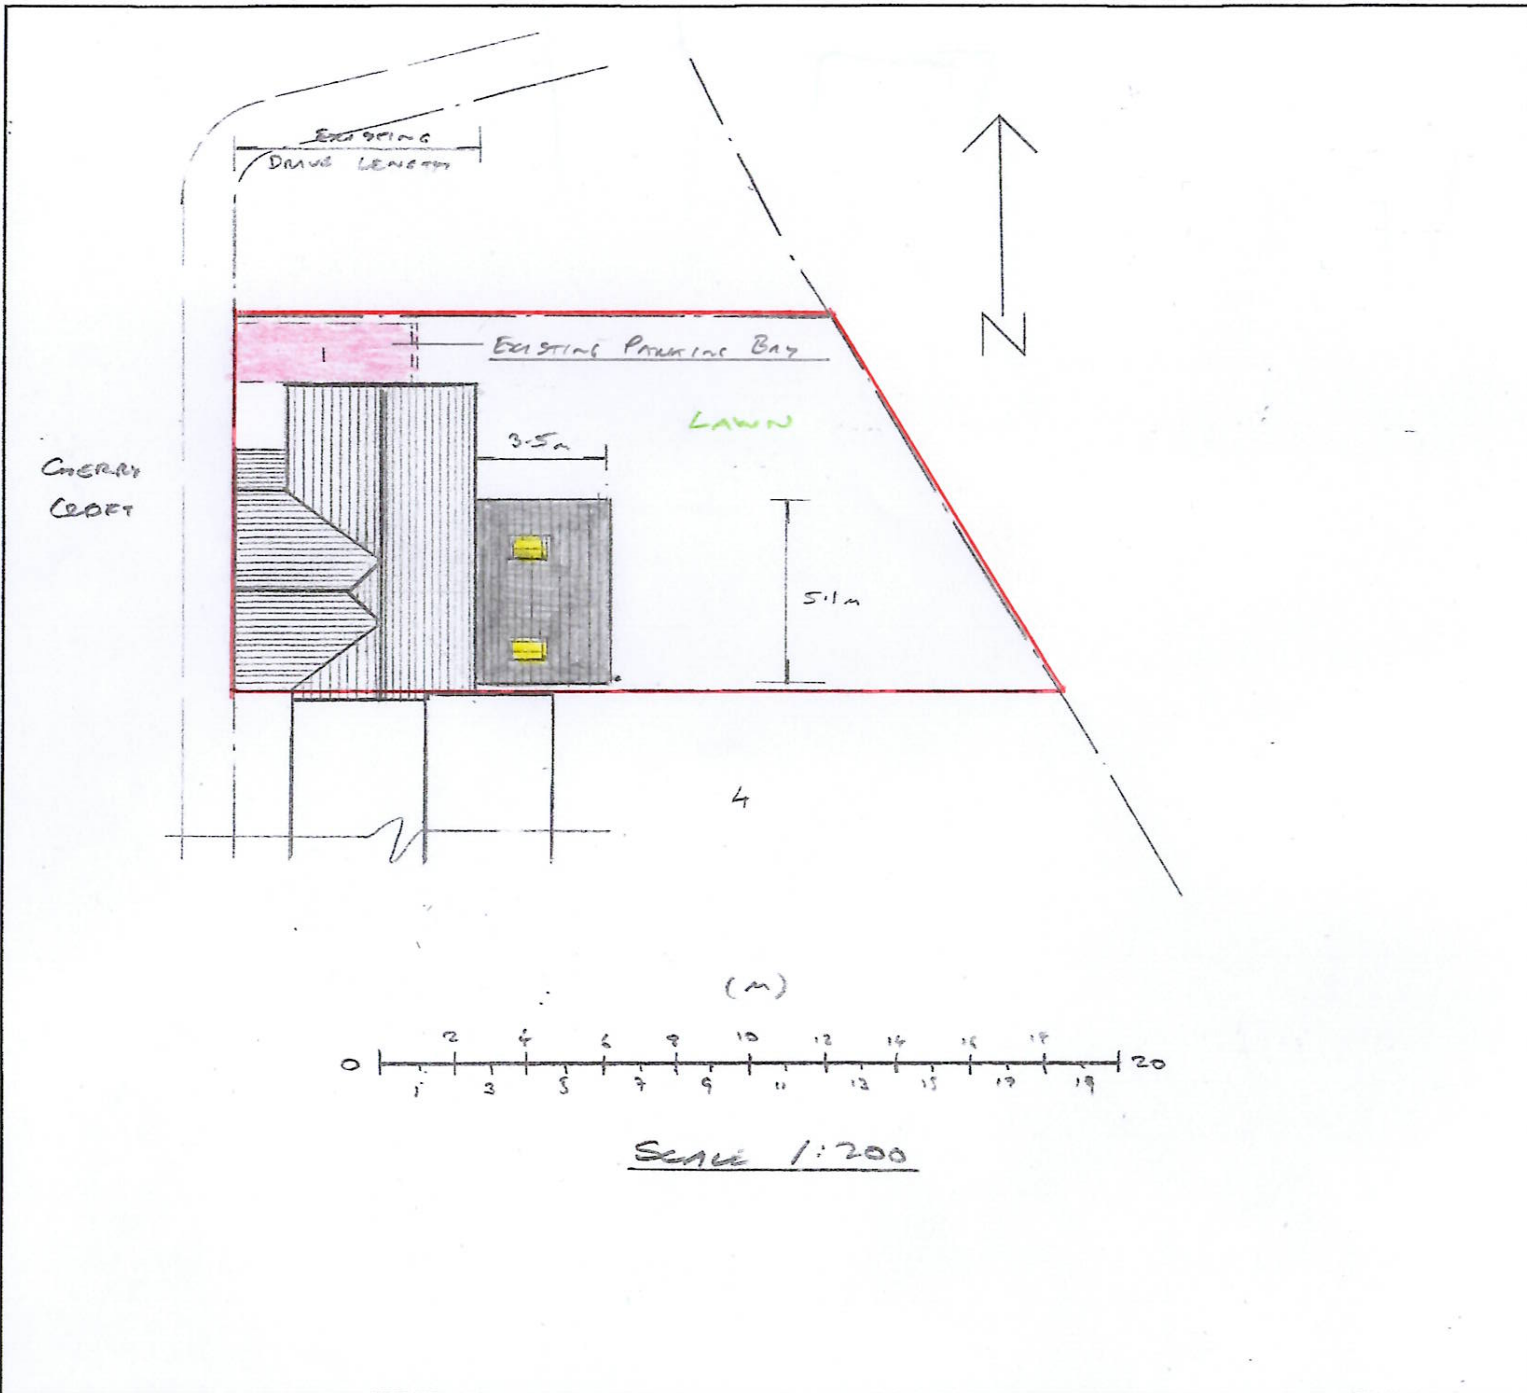 EXISTING
DRIVE LENGTH
N
1
EXISTING PARKING BAY
LAWN
3.5m
CHERRY
CROFT
5.1m
4
(m)
2 4 6 8 10 12 14 16 18
0 20
1 3 5 7 9 11 13 15 17 19
SCALE 1:200